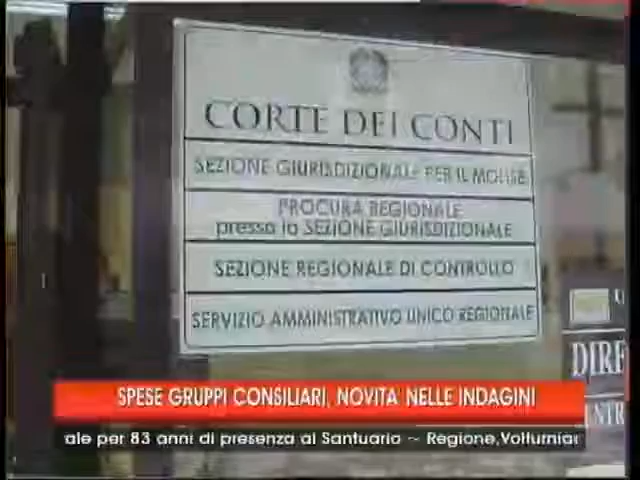 CORTE DEI CONTI
SEZIONE GIURISDIZIONALE PER IL MOLISE
PROCURA REGIONALE
presso la SEZIONE GIURISDIZIONALE
SEZIONE REGIONALE DI CONTROLLO
SERVIZIO AMMINISTRATIVO UNICO REGIONALE
DIRE
SPESE GRUPPI CONSILIARI, NOVITA' NELLE INDAGINI
ale per 83 anni di presenza al Santuario ~ Regione,Volturnia